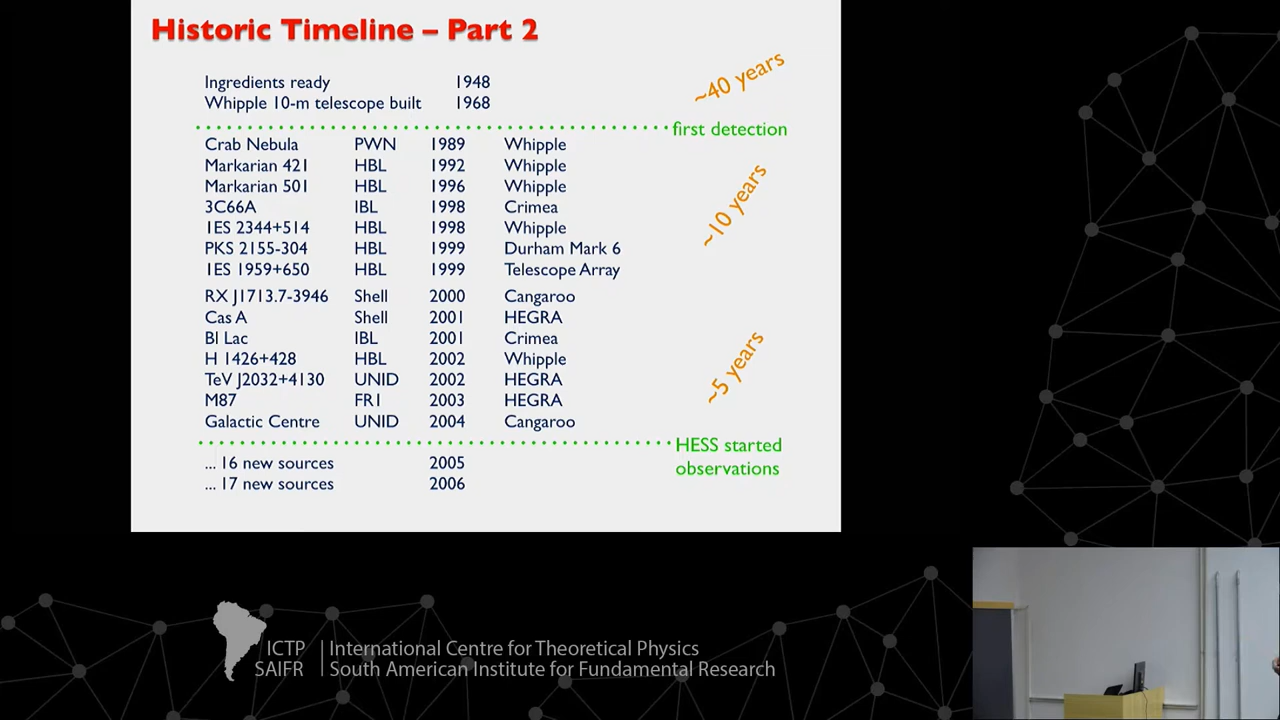 Historic Timeline – Part 2
Ingredients ready 1948
Whipple 10-m telescope built 1968
~40 years
first detection
Crab Nebula PWN 1989 Whipple
Markarian 421 HBL 1992 Whipple
Markarian 501 HBL 1996 Whipple
3C66A IBL 1998 Crimea
1ES 2344+514 HBL 1998 Whipple
PKS 2155-304 HBL 1999 Durham Mark 6
1ES 1959+650 HBL 1999 Telescope Array
~10 years
RX J1713.7-3946 Shell 2000 Cangaroo
Cas A Shell 2001 HEGRA
Bl Lac IBL 2001 Crimea
H 1426+428 HBL 2002 Whipple
TeV J2032+4130 UNID 2002 HEGRA
M87 FR1 2003 HEGRA
Galactic Centre UNID 2004 Cangaroo
~5 years
HESS started
observations
... 16 new sources 2005
... 17 new sources 2006
ICTP | International Centre for Theoretical Physics
SAIFR | South American Institute for Fundamental Research